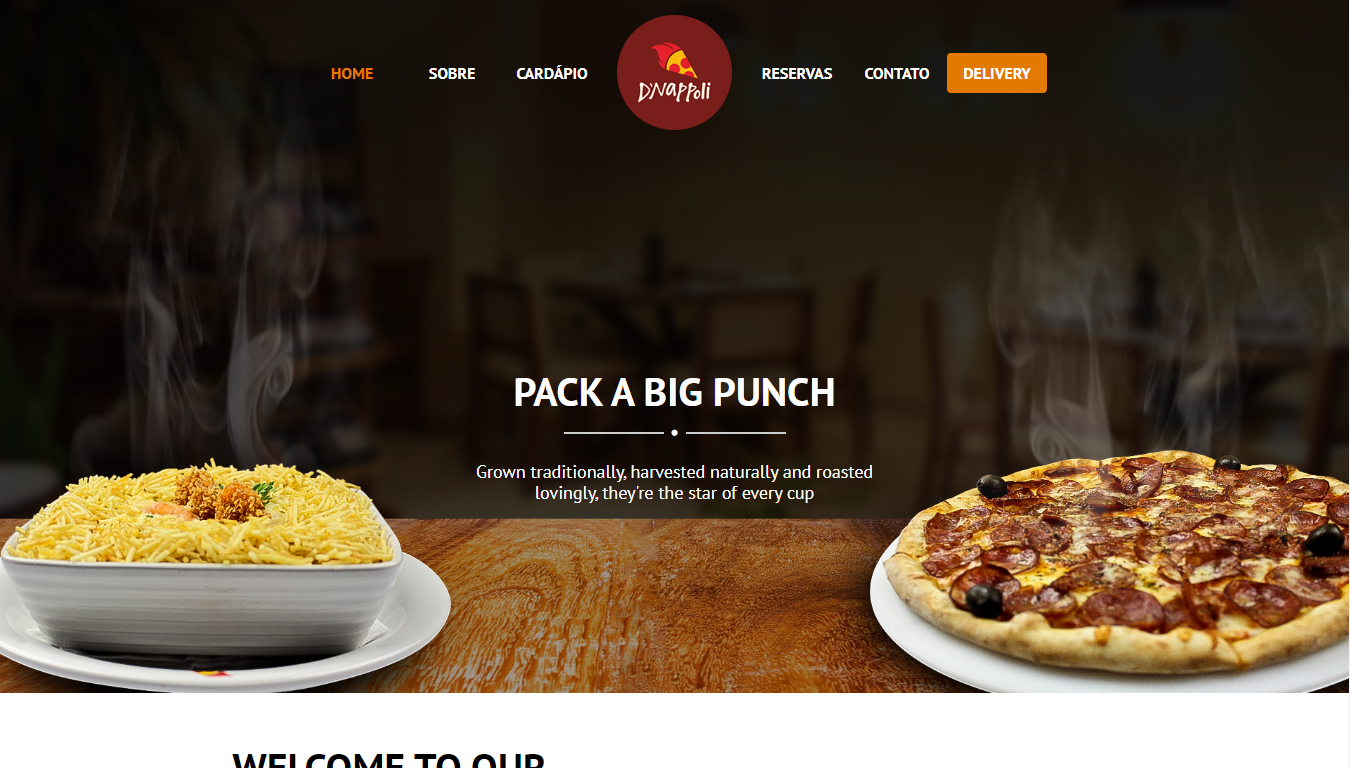 HOME
SOBRE
CARDÁPIO
D'NAPPOli
RESERVAS
CONTATO
DELIVERY
PACK A BIG PUNCH
Grown traditionally, harvested naturally and roasted
lovingly, they're the star of every cup
WELCOME TO OUR